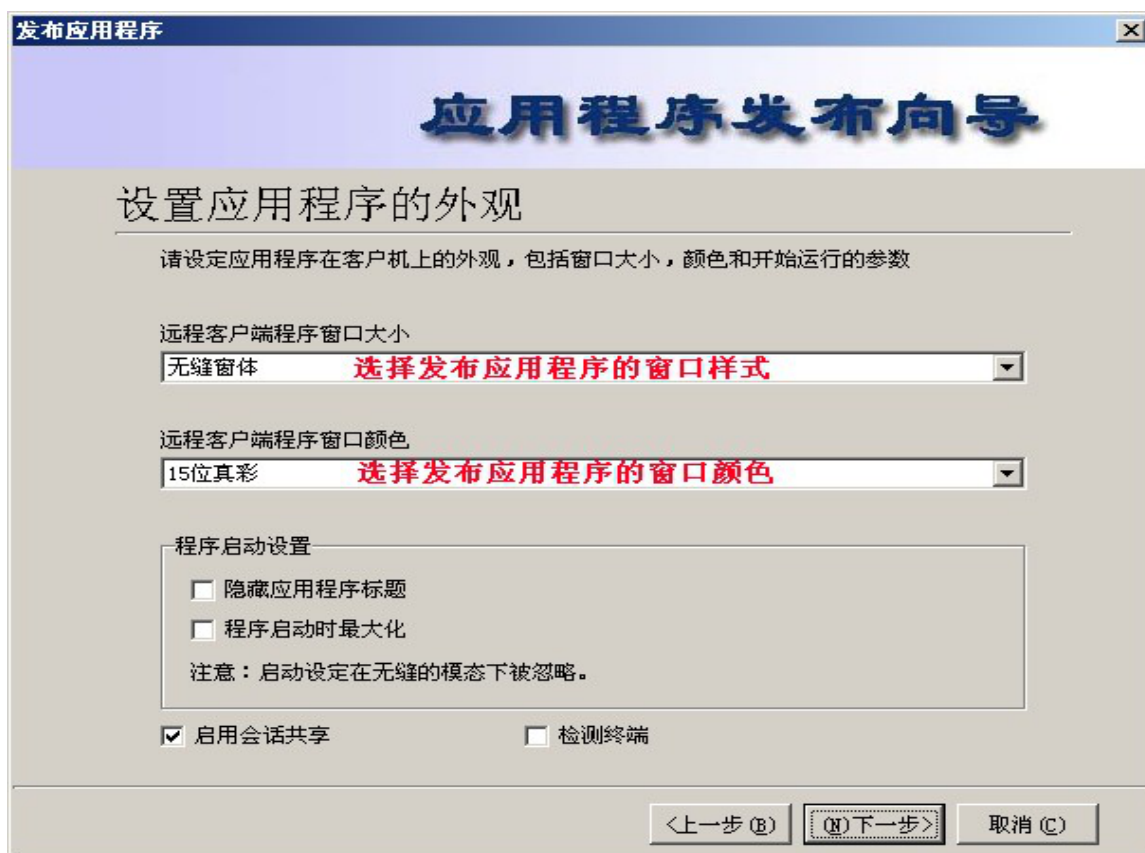 发布应用程序
应用程序发布向导
设置应用程序的外观
请设定应用程序在客户机上的外观，包括窗口大小，颜色和开始运行的参数
远程客户端程序窗口大小
无缝窗体 选择发布应用程序的窗口样式
远程客户端程序窗口颜色
15位真彩 选择发布应用程序的窗口颜色
程序启动设置
隐藏应用程序标题
程序启动时最大化
注意：启动设定在无缝的模态下被忽略。
启用会话共享 检测终端
<上一步(B) (N)下一步> 取消(C)